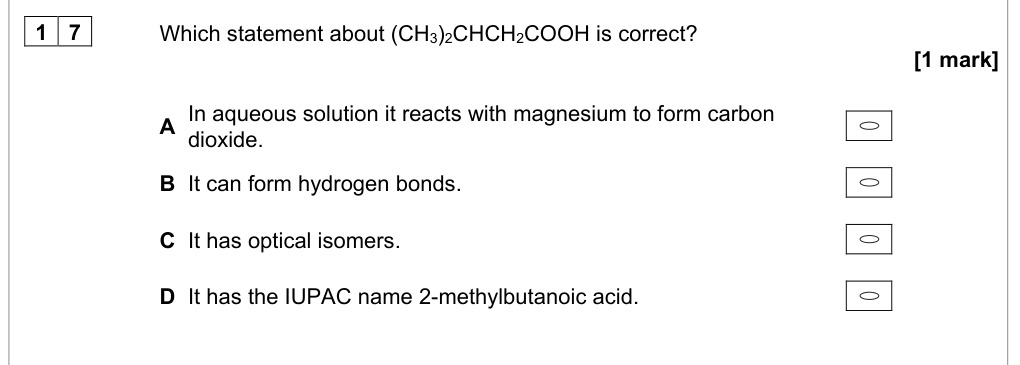 1 7 Which statement about (CH₃)₂CHCH₂COOH is correct?
[1 mark]
A In aqueous solution it reacts with magnesium to form carbon
dioxide.
B It can form hydrogen bonds.
C It has optical isomers.
D It has the IUPAC name 2-methylbutanoic acid.